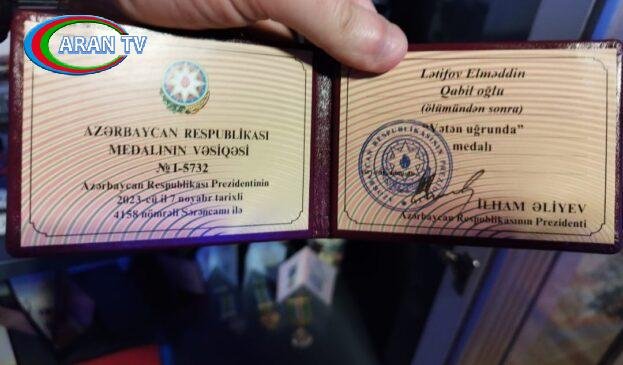 ARAN TV
AZƏRBAYCAN RESPUBLİKASI
MEDALININ VƏSİQƏSİ
№ I-5732
Azərbaycan Respublikası Prezidentinin
2023-cü il 7 noyabr tarixli
4158 nömrəli Sərəncamı ilə
Lətifov Elməddin
Qabil oğlu
(ölümündən sonra)
"Vətən uğrunda"
medalı
İLHAM ƏLİYEV
Azərbaycan Respublikasının Prezidenti